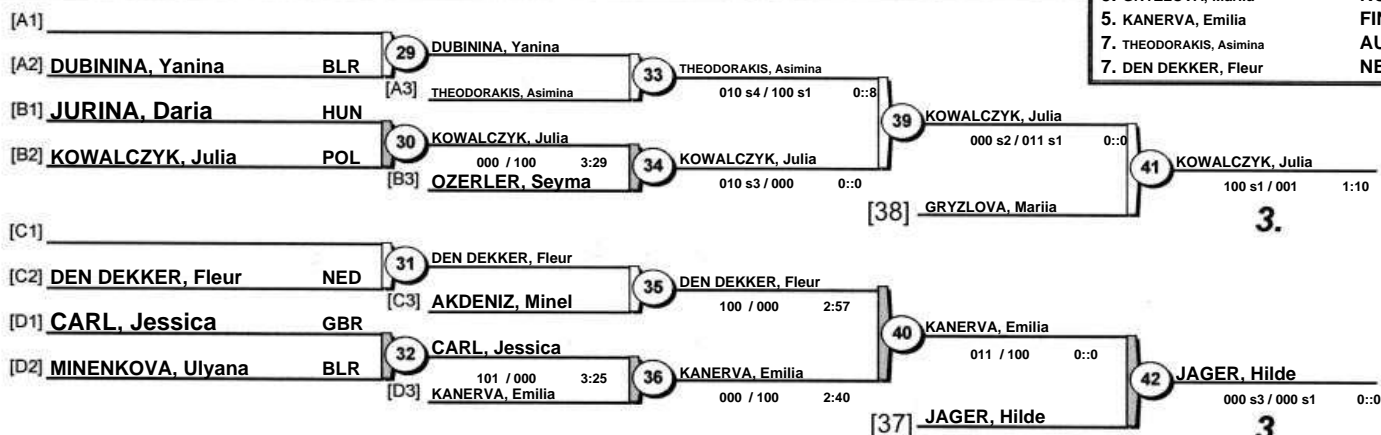 5. KANERVA, Emilia FIN
7. THEODORAKIS, Asimina AU
7. DEN DEKKER, Fleur NE
[A1]
[A2] DUBININA, Yanina BLR
29
DUBININA, Yanina
[A3] THEODORAKIS, Asimina
33
THEODORAKIS, Asimina
010 s4 / 100 s1 0::8
[B1] JURINA, Daria HUN
[B2] KOWALCZYK, Julia POL
30
KOWALCZYK, Julia
000 / 100 3:29
[B3] OZERLER, Seyma
34
KOWALCZYK, Julia
010 s3 / 000 0::0
39
KOWALCZYK, Julia
000 s2 / 011 s1 0::0
[38] GRYZLOVA, Mariia
41
KOWALCZYK, Julia
100 s1 / 001 1:10
3.
[C1]
[C2] DEN DEKKER, Fleur NED
31
DEN DEKKER, Fleur
[C3] AKDENIZ, Minel
35
DEN DEKKER, Fleur
100 / 000 2:57
[D1] CARL, Jessica GBR
[D2] MINENKOVA, Ulyana BLR
32
CARL, Jessica
101 / 000 3:25
[D3] KANERVA, Emilia
36
KANERVA, Emilia
000 / 100 2:40
40
KANERVA, Emilia
011 / 100 0::0
[37] JAGER, Hilde
42
JAGER, Hilde
000 s3 / 000 s1 0::0
3